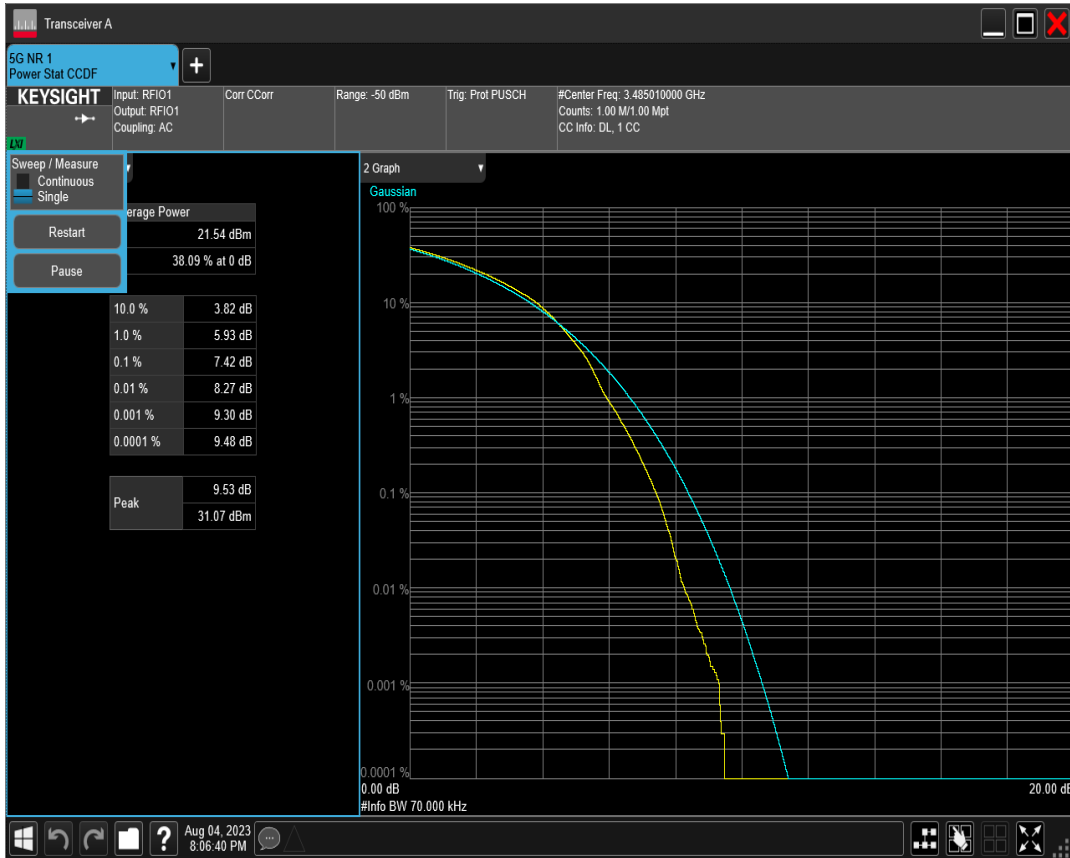 Transceiver A
5G NR 1
Power Stat CCDF
+
KEYSIGHT
LXI
Input: RFIO1
Output: RFIO1
Coupling: AC
Corr CCorr
Range: -50 dBm
Trig: Prot PUSCH
#Center Freq: 3.485010000 GHz
Counts: 1.00 M/1.00 Mpt
CC Info: DL, 1 CC
Sweep / Measure
Continuous
Single
Restart
Pause
erage Power
21.54 dBm
38.09 % at 0 dB
10.0 % 3.82 dB
1.0 % 5.93 dB
0.1 % 7.42 dB
0.01 % 8.27 dB
0.001 % 9.30 dB
0.0001 % 9.48 dB
Peak
9.53 dB
31.07 dBm
2 Graph
Gaussian
100 %
10 %
1 %
0.1 %
0.01 %
0.001 %
0.0001 %
0.00 dB
20.00 dB
#Info BW 70.000 kHz
?
Aug 04, 2023
8:06:40 PM